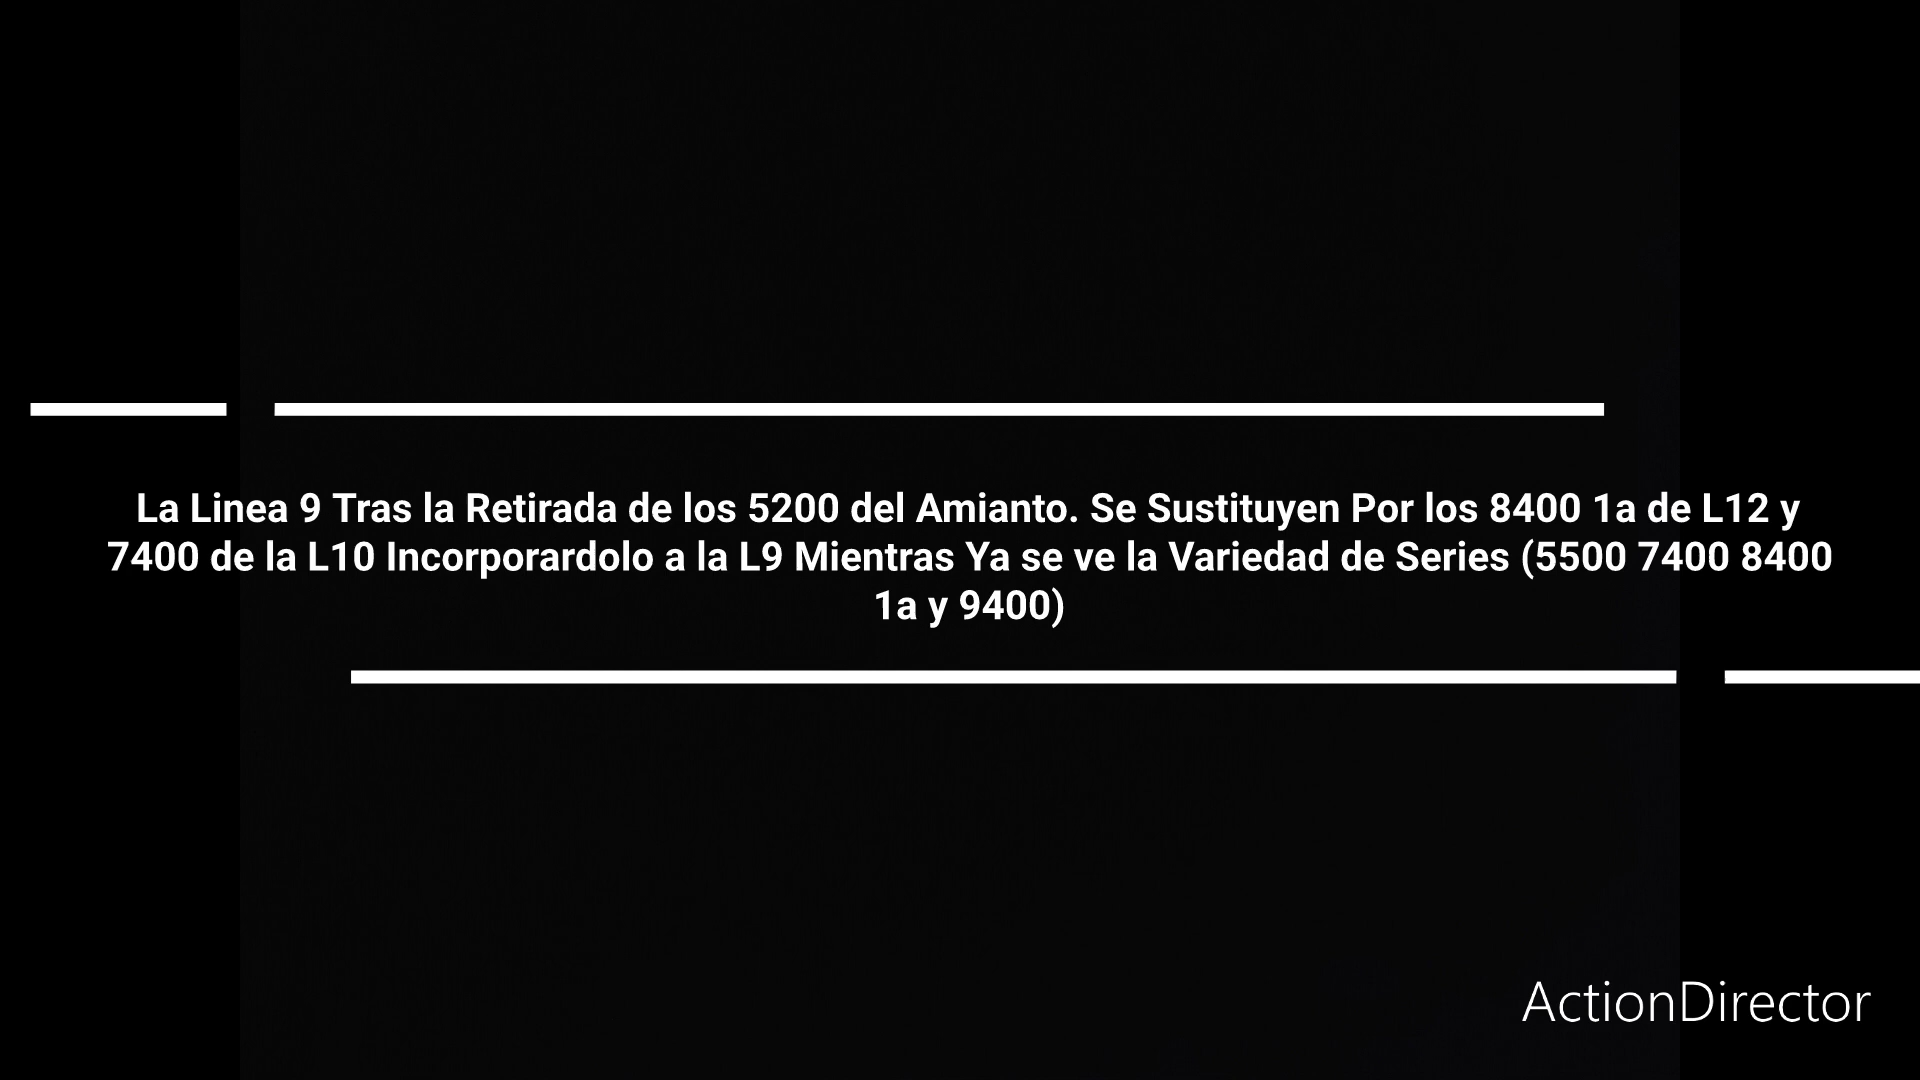 La Linea 9 Tras la Retirada de los 5200 del Amianto. Se Sustituyen Por los 8400 1a de L12 y
7400 de la L10 Incorporardolo a la L9 Mientras Ya se ve la Variedad de Series (5500 7400 8400
1a y 9400)
ActionDirector